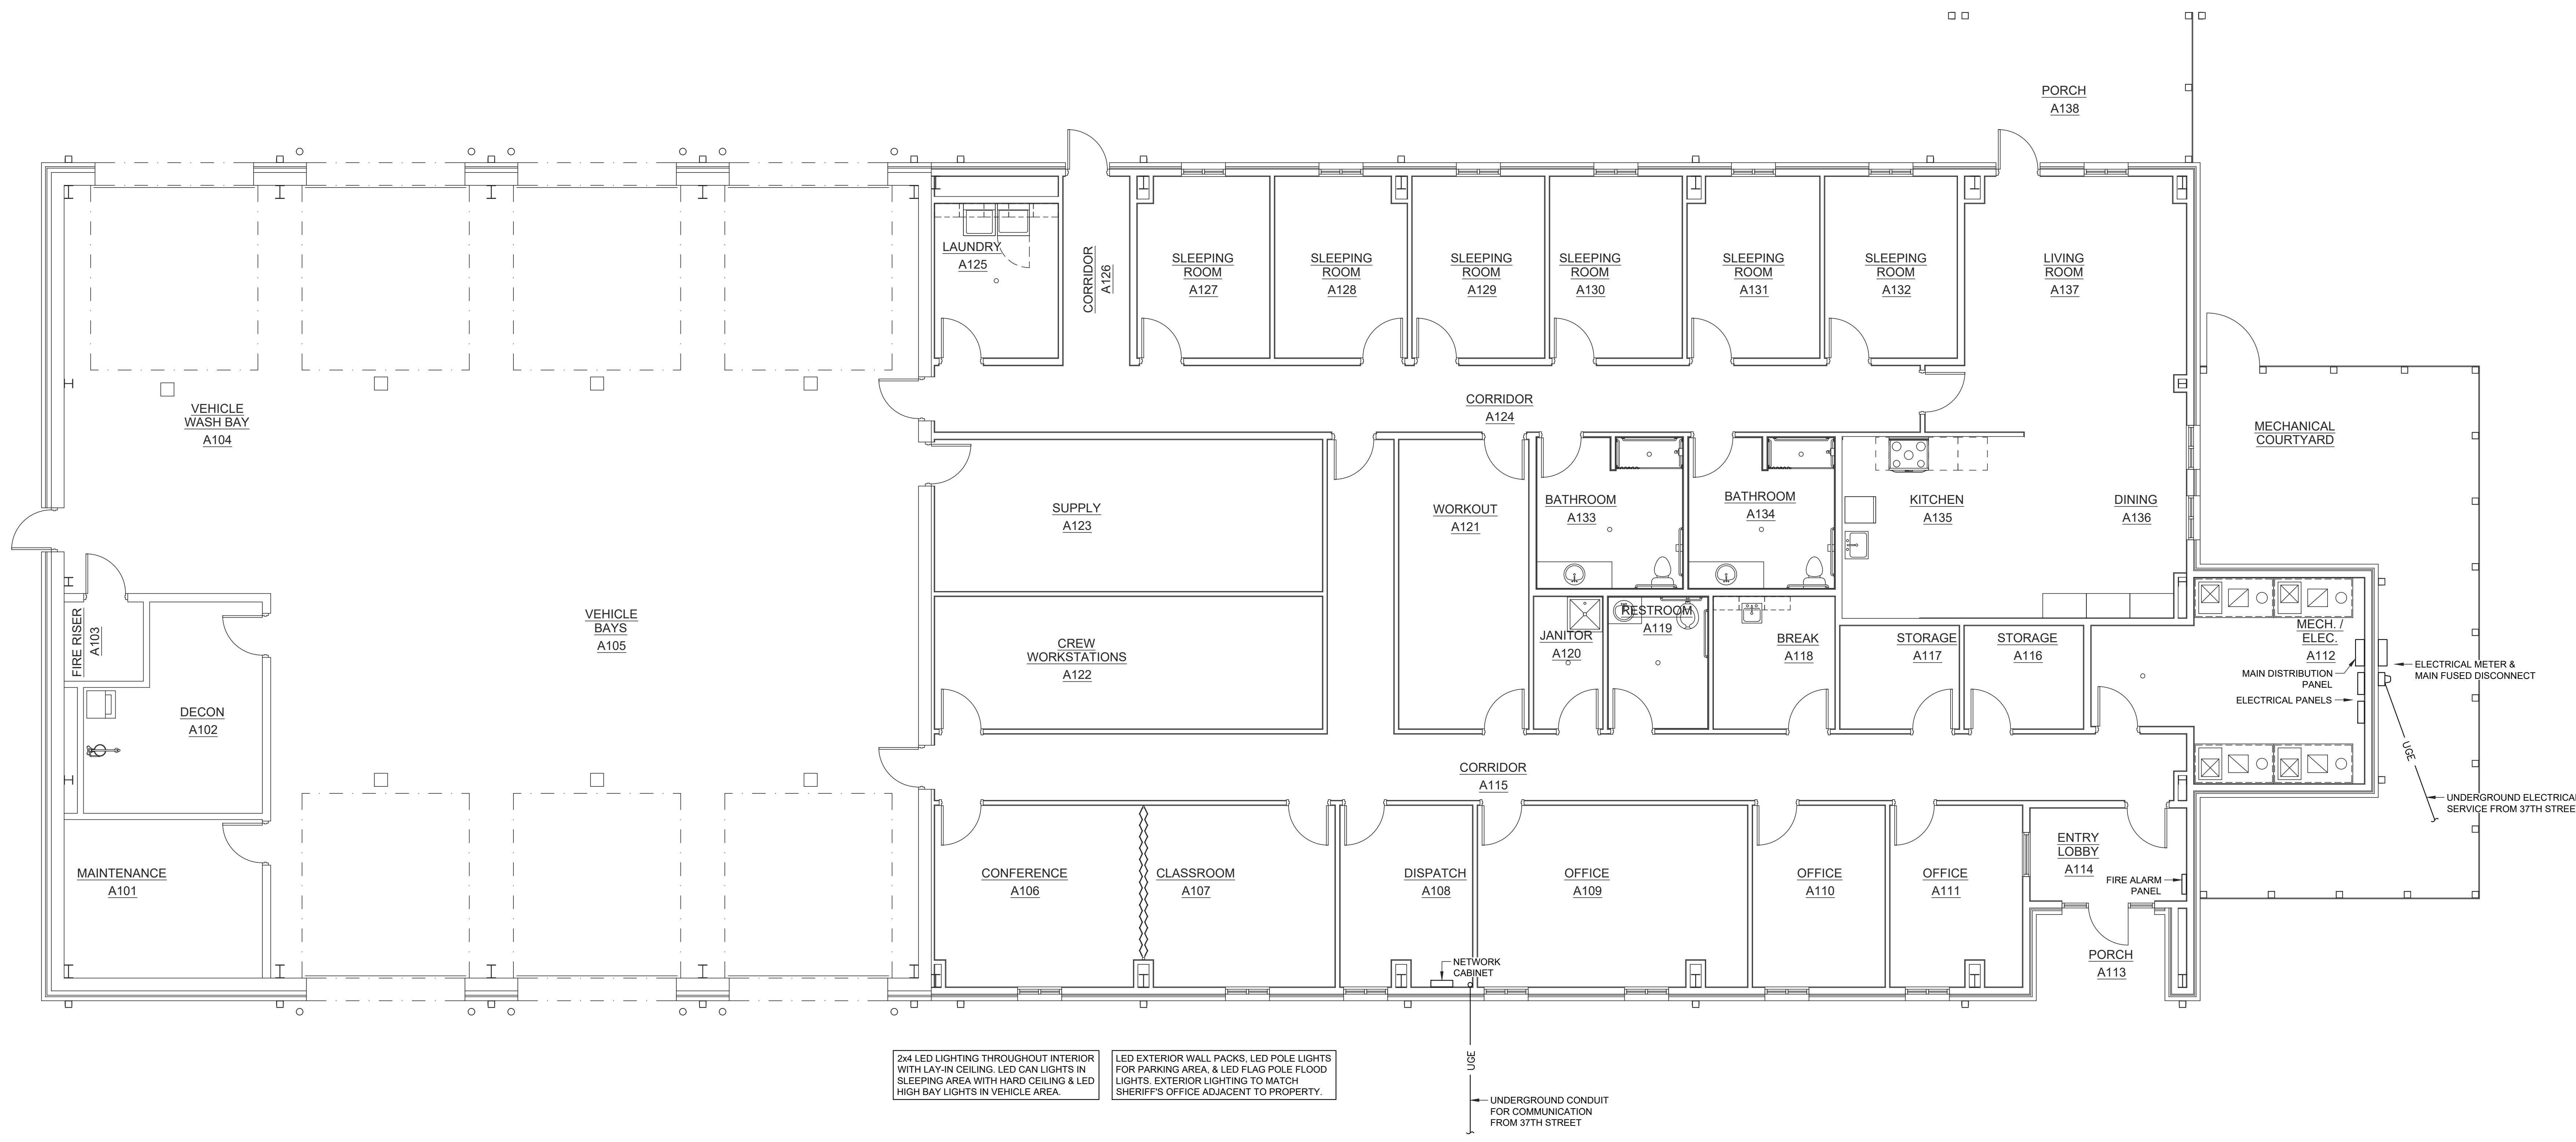 PORCH
A138
LAUNDRY
A125
CORRIDOR
A126
SLEEPING
ROOM
A127
SLEEPING
ROOM
A128
SLEEPING
ROOM
A129
SLEEPING
ROOM
A130
SLEEPING
ROOM
A131
SLEEPING
ROOM
A132
LIVING
ROOM
A137
VEHICLE
WASH BAY
A104
CORRIDOR
A124
MECHANICAL
COURTYARD
SUPPLY
A123
WORKOUT
A121
BATHROOM
A133
BATHROOM
A134
KITCHEN
A135
DINING
A136
FIRE RISER
A103
VEHICLE
BAYS
A105
CREW
WORKSTATIONS
A122
JANITOR
A120
RESTROOM
A119
BREAK
A118
STORAGE
A117
STORAGE
A116
MECH. /
ELEC.
A112
MAIN DISTRIBUTION
PANEL
ELECTRICAL PANELS
ELECTRICAL METER &
MAIN FUSED DISCONNECT
UGE
UNDERGROUND ELECTRICAL
SERVICE FROM 37TH STREE
DECON
A102
CORRIDOR
A115
MAINTENANCE
A101
CONFERENCE
A106
CLASSROOM
A107
DISPATCH
A108
OFFICE
A109
OFFICE
A110
OFFICE
A111
ENTRY
LOBBY
A114
FIRE ALARM
PANEL
PORCH
A113
NETWORK
CABINET
2x4 LED LIGHTING THROUGHOUT INTERIOR
WITH LAY-IN CEILING. LED CAN LIGHTS IN
SLEEPING AREA WITH HARD CEILING & LED
HIGH BAY LIGHTS IN VEHICLE AREA.
LED EXTERIOR WALL PACKS, LED POLE LIGHTS
FOR PARKING AREA, & LED FLAG POLE FLOOD
LIGHTS. EXTERIOR LIGHTING TO MATCH
SHERIFF'S OFFICE ADJACENT TO PROPERTY.
UGE
UNDERGROUND CONDUIT
FOR COMMUNICATION
FROM 37TH STREET